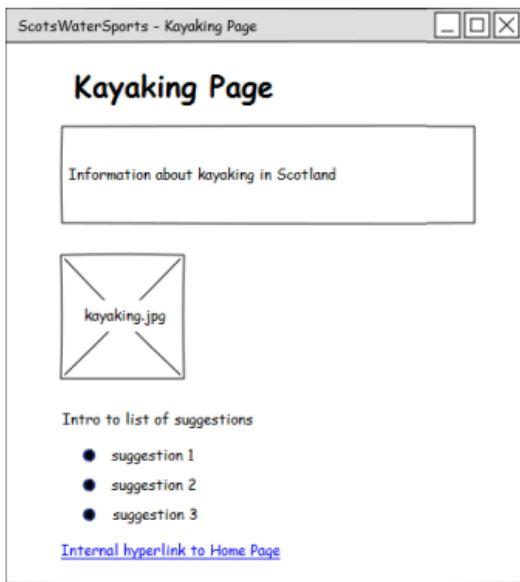 ScotsWaterSports - Kayaking Page
Kayaking Page
Information about kayaking in Scotland
kayaking.jpg
Intro to list of suggestions
suggestion 1
suggestion 2
suggestion 3
Internal hyperlink to Home Page